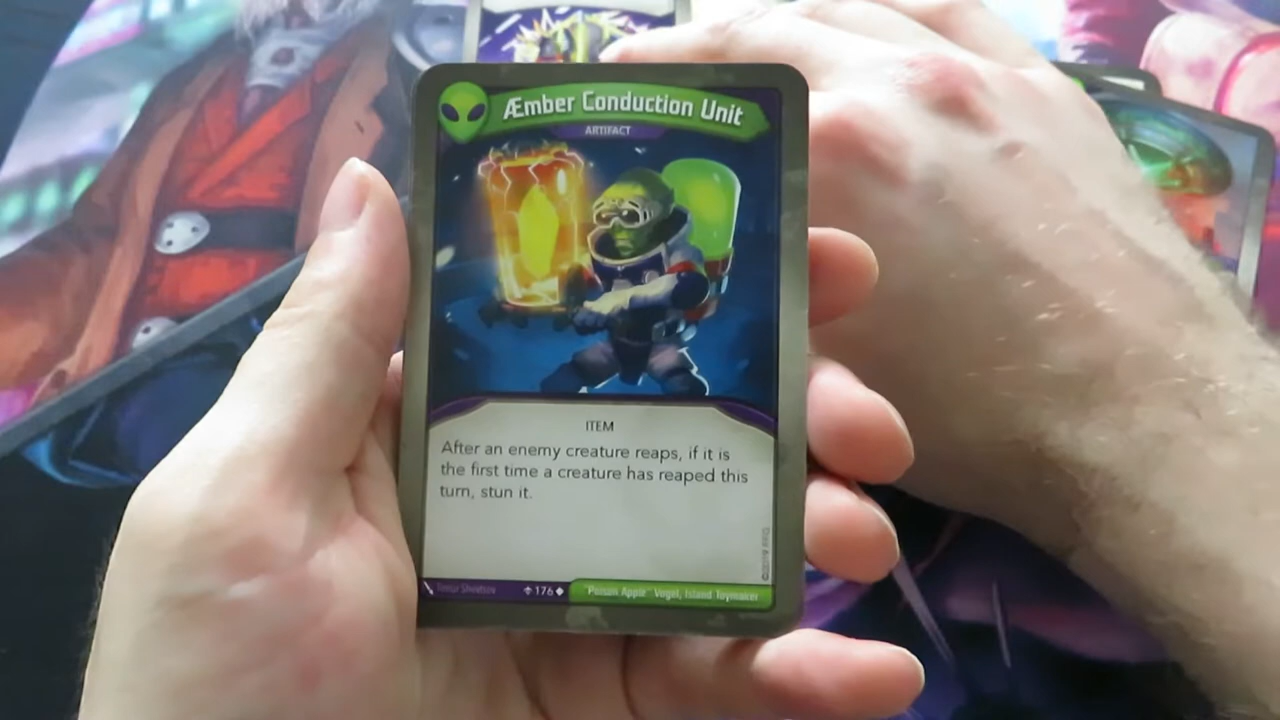 Æmber Conduction Unit
ARTIFACT
ITEM
After an enemy creature reaps, if it is
the first time a creature has reaped this
turn, stun it.
176
"Poison Apple" Vogel, Island Toymaker